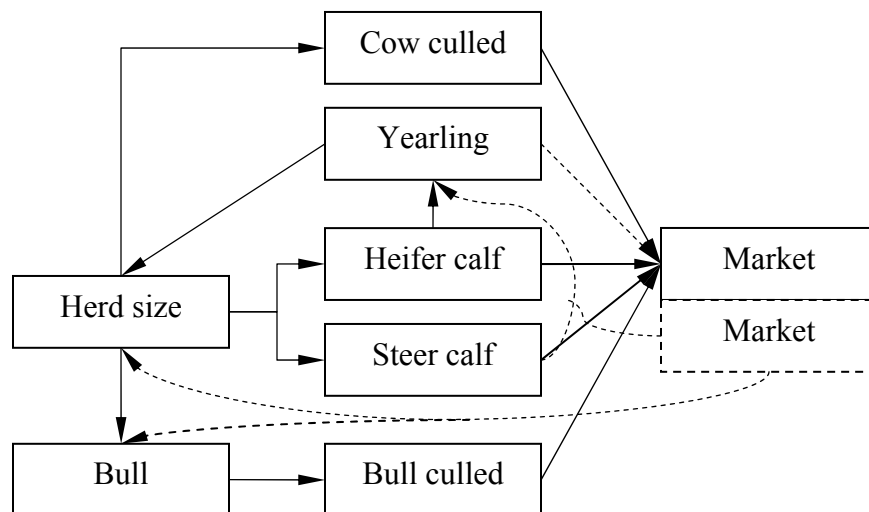 Cow culled
Yearling
Heifer calf
Market
Herd size
Market
Steer calf
Bull
Bull culled